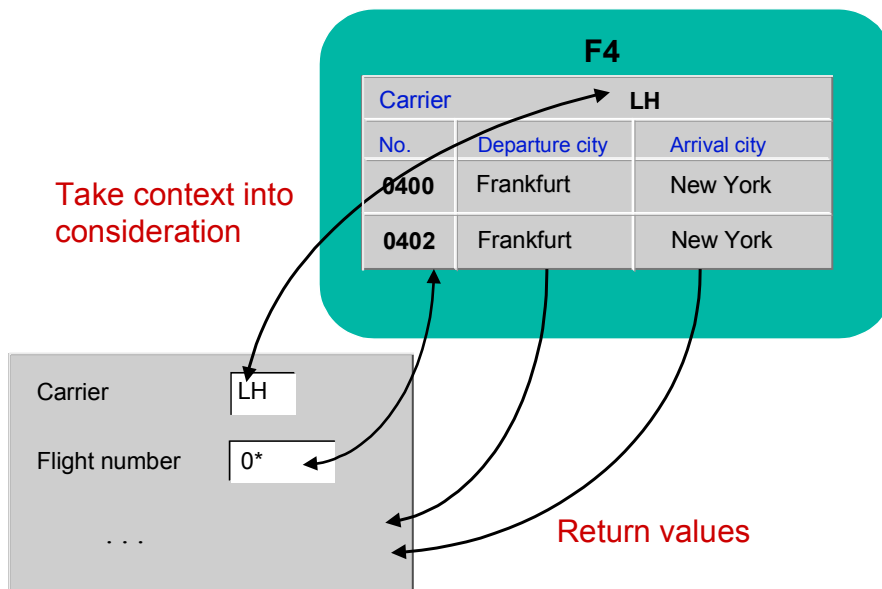 F4
Carrier LH
No. Departure city Arrival city
0400 Frankfurt New York
0402 Frankfurt New York
Take context into
consideration
Carrier LH
Flight number 0*
. . .
Return values